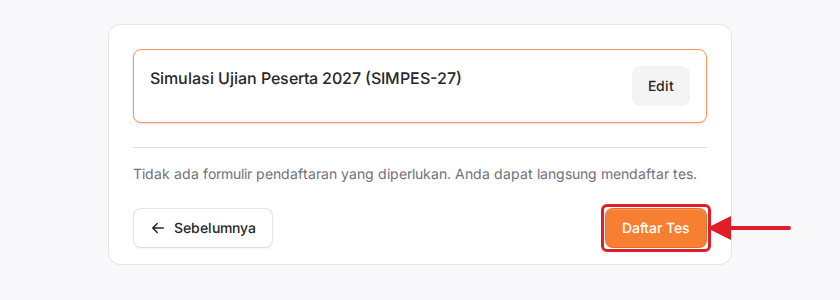 Simulasi Ujian Peserta 2027 (SIMPES-27)
Edit
Tidak ada formulir pendaftaran yang diperlukan. Anda dapat langsung mendaftar tes.
Sebelumnya
Daftar Tes